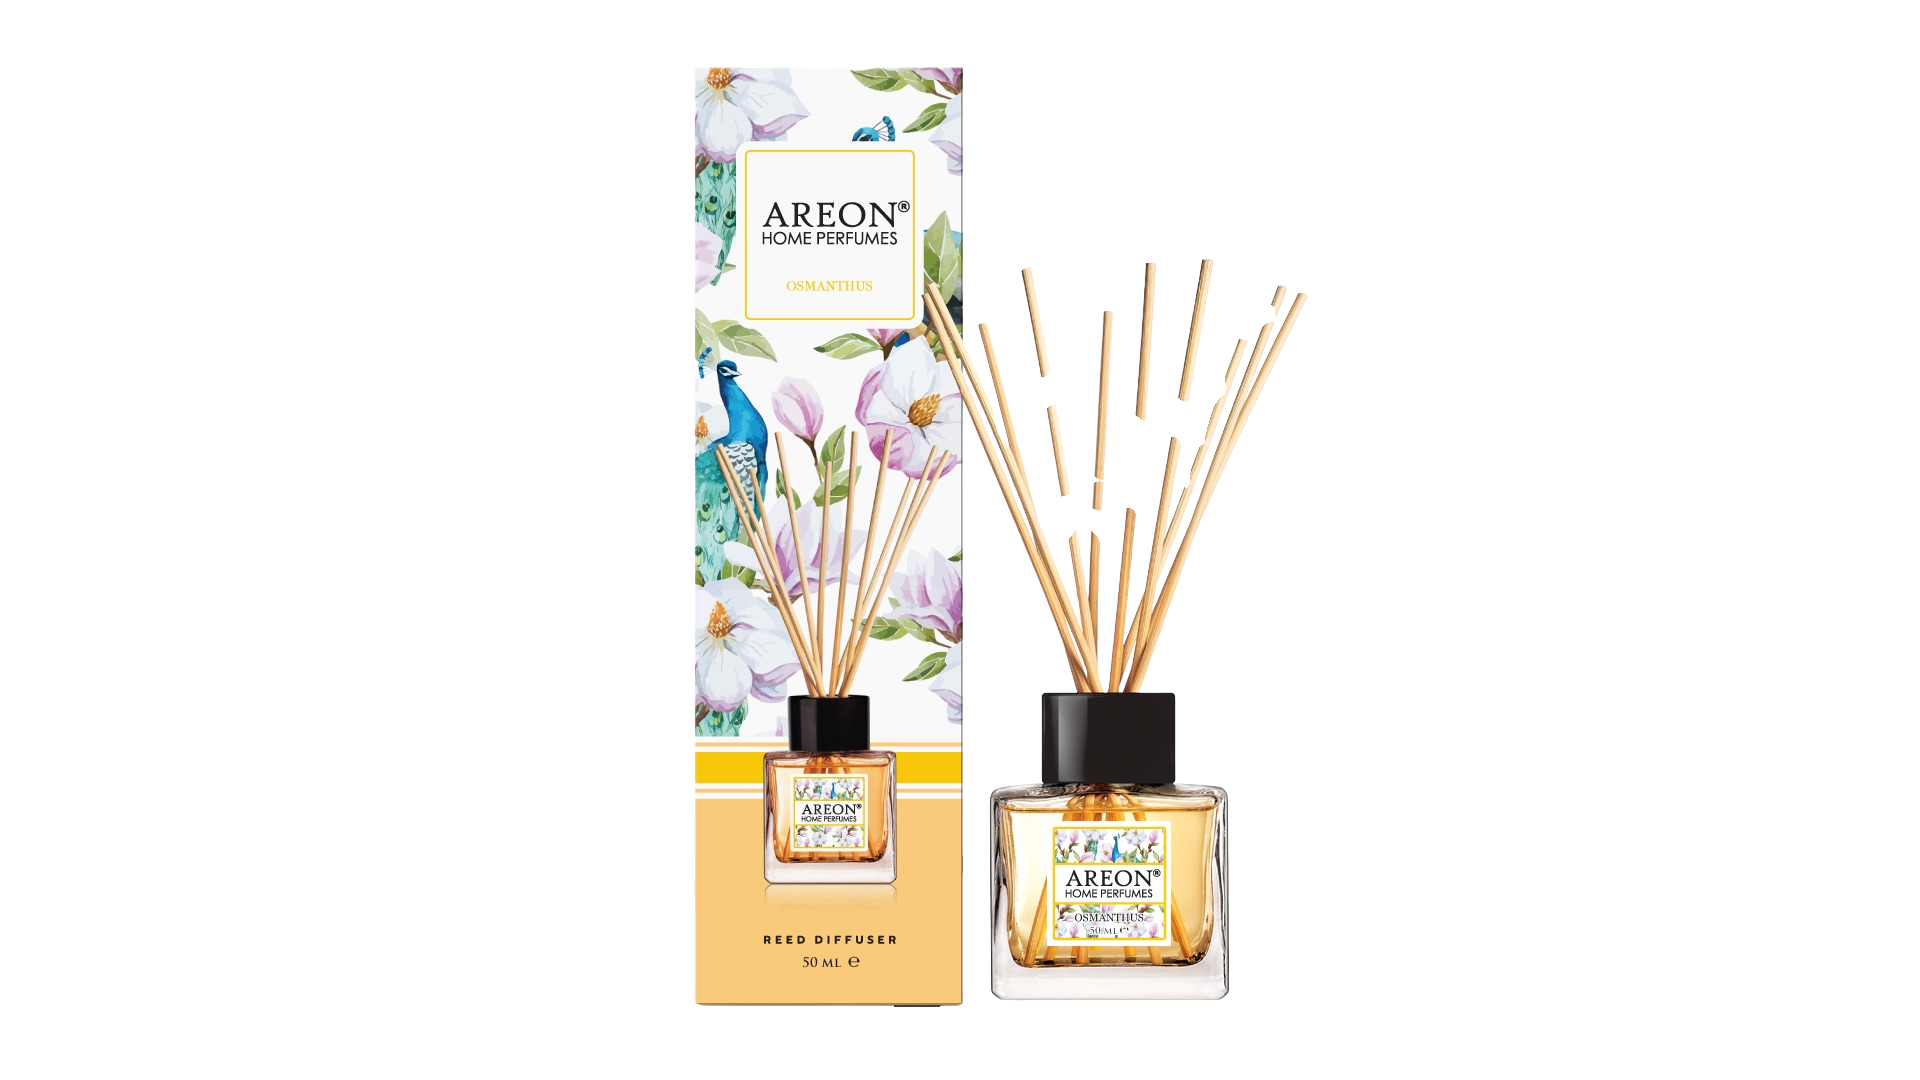 AREON®
HOME PERFUMES
OSMANTHUS
AREON®
HOME PERFUMES
REED DIFFUSER
50 ML ℮
AREON®
HOME PERFUMES
OSMANTHUS
50 ML ℮